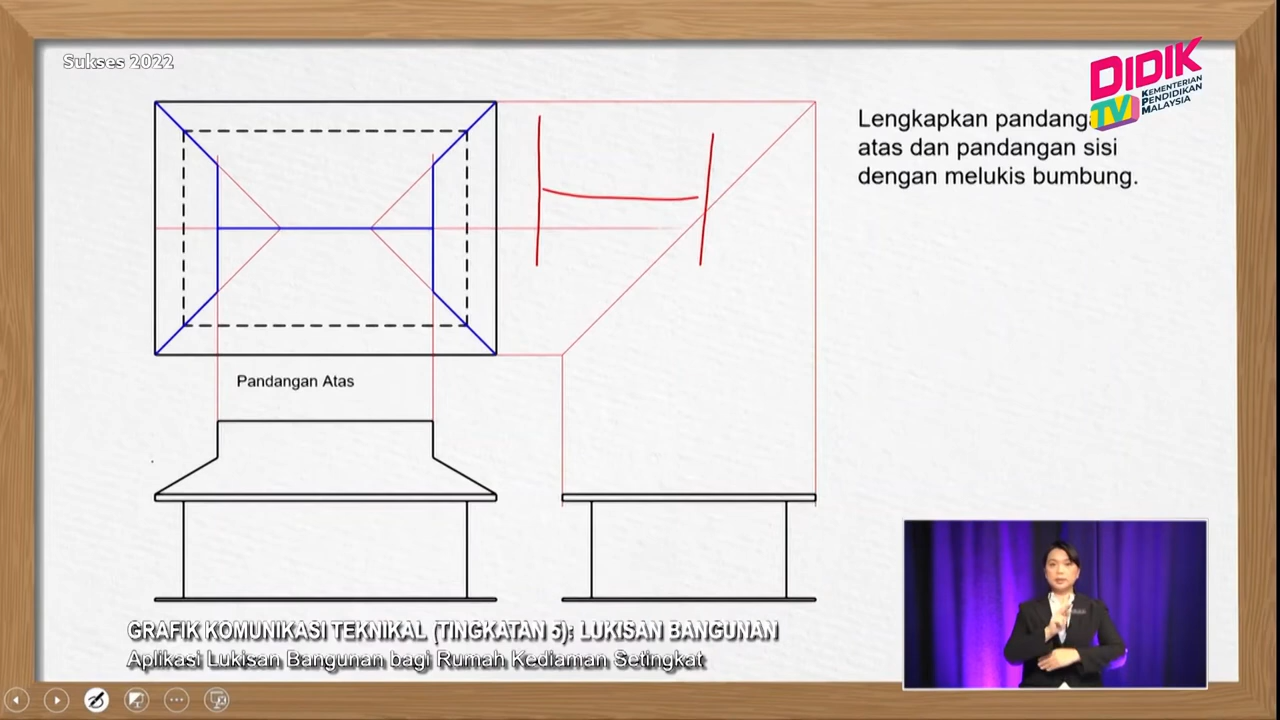 Sukses 2022
DIDIK
TV
KEMENTERIAN
PENDIDIKAN
MALAYSIA
Lengkapkan pandangan
atas dan pandangan sisi
dengan melukis bumbung.
Pandangan Atas
GRAFIK KOMUNIKASI TEKNIKAL (TINGKATAN 5): LUKISAN BANGUNAN
Aplikasi Lukisan Bangunan bagi Rumah Kediaman Setingkat